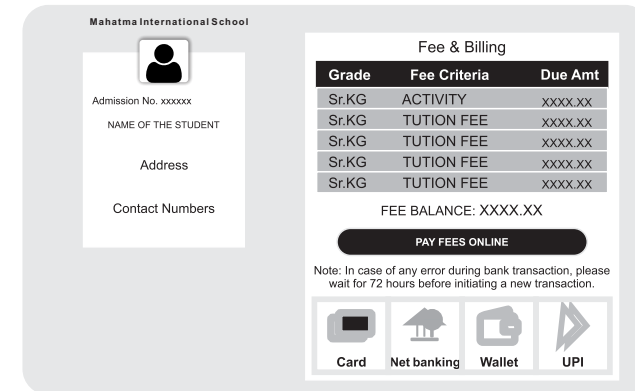 Mahatma International School
Admission No. xxxxxx
NAME OF THE STUDENT
Address
Contact Numbers
Fee & Billing
Grade Fee Criteria Due Amt
Sr.KG ACTIVITY XXXX.XX
Sr.KG TUTION FEE XXXX.XX
Sr.KG TUTION FEE XXXX.XX
Sr.KG TUTION FEE XXXX.XX
Sr.KG TUTION FEE XXXX.XX
FEE BALANCE: XXXX.XX
PAY FEES ONLINE
Note: In case of any error during bank transaction, please
wait for 72 hours before initiating a new transaction.
Card Net banking Wallet UPI